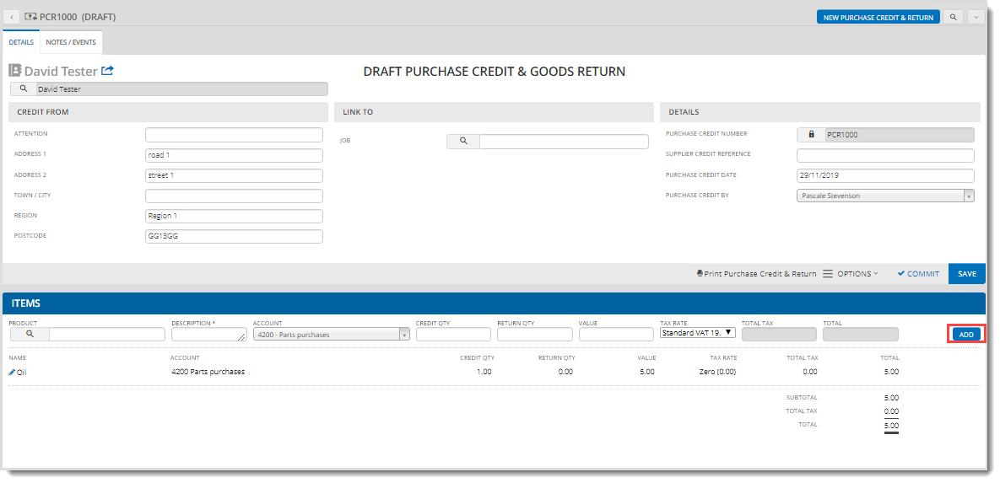 PCR1000 (DRAFT) NEW PURCHASE CREDIT & RETURN
DETAILS NOTES / EVENTS
David Tester DRAFT PURCHASE CREDIT & GOODS RETURN
David Tester
CREDIT FROM LINK TO DETAILS
ATTENTION JOB PURCHASE CREDIT NUMBER PCR1000
ADDRESS 1 road 1 SUPPLIER CREDIT REFERENCE
ADDRESS 2 street 1 PURCHASE CREDIT DATE 29/11/2019
TOWN / CITY PURCHASE CREDIT BY Pascale Stevenson
REGION Region 1
POSTCODE GG13GG
Print Purchase Credit & Return OPTIONS COMMIT SAVE
ITEMS
PRODUCT DESCRIPTION * ACCOUNT CREDIT QTY RETURN QTY VALUE TAX RATE TOTAL TAX TOTAL
4200 - Parts purchases Standard VAT 19. ADD
NAME ACCOUNT CREDIT QTY RETURN QTY VALUE TAX RATE TOTAL TAX TOTAL
Oil 4200 Parts purchases 1.00 0.00 5.00 Zero (0.00) 0.00 5.00
SUBTOTAL 5.00
TOTAL TAX 0.00
TOTAL 5.00